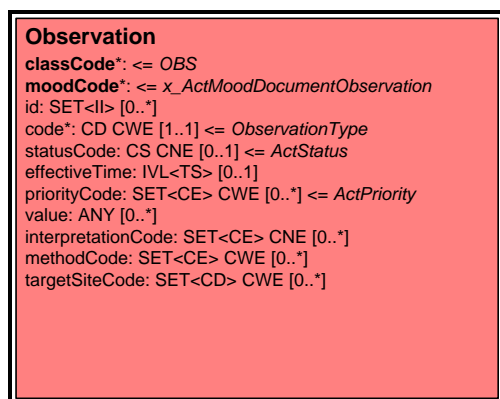 Observation
classCode*: <= OBS
moodCode*: <= x_ActMoodDocumentObservation
id: SET<II> [0..*]
code*: CD CWE [1..1] <= ObservationType
statusCode: CS CNE [0..1] <= ActStatus
effectiveTime: IVL<TS> [0..1]
priorityCode: SET<CE> CWE [0..*] <= ActPriority
value: ANY [0..*]
interpretationCode: SET<CE> CNE [0..*]
methodCode: SET<CE> CWE [0..*]
targetSiteCode: SET<CD> CWE [0..*]